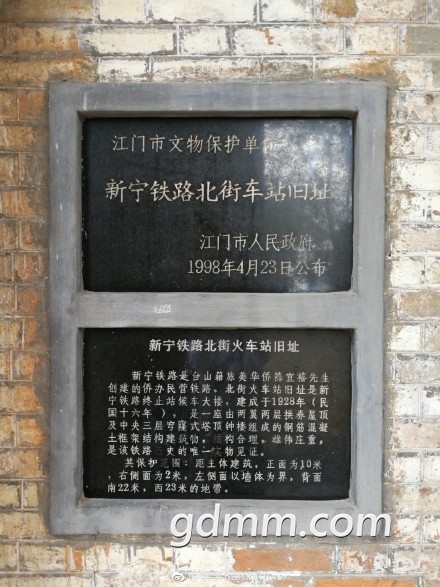 江门市文物保护单位
新宁铁路北街车站旧址
江门市人民政府
1998年4月23日公布
新宁铁路北街火车站旧址
新宁铁路是台山籍旅美华侨陈宜禧先生
创建的侨办民营铁路。北街火车站旧址是新
宁铁路终止站候车大楼，建成于1928年（民
国十六年），是一座由两翼两层拱券屋顶
及中央三层穹窿式塔顶钟楼组成的钢筋混凝
土框架结构建筑物，结构合理，雄伟庄重，
是该铁路历史的唯一实物见证。
其保护范围：距主体建筑，正面为10米
，右侧面为2米，左侧面以墙体为界，背面
南22米，西23米的地带。
gdmm.com